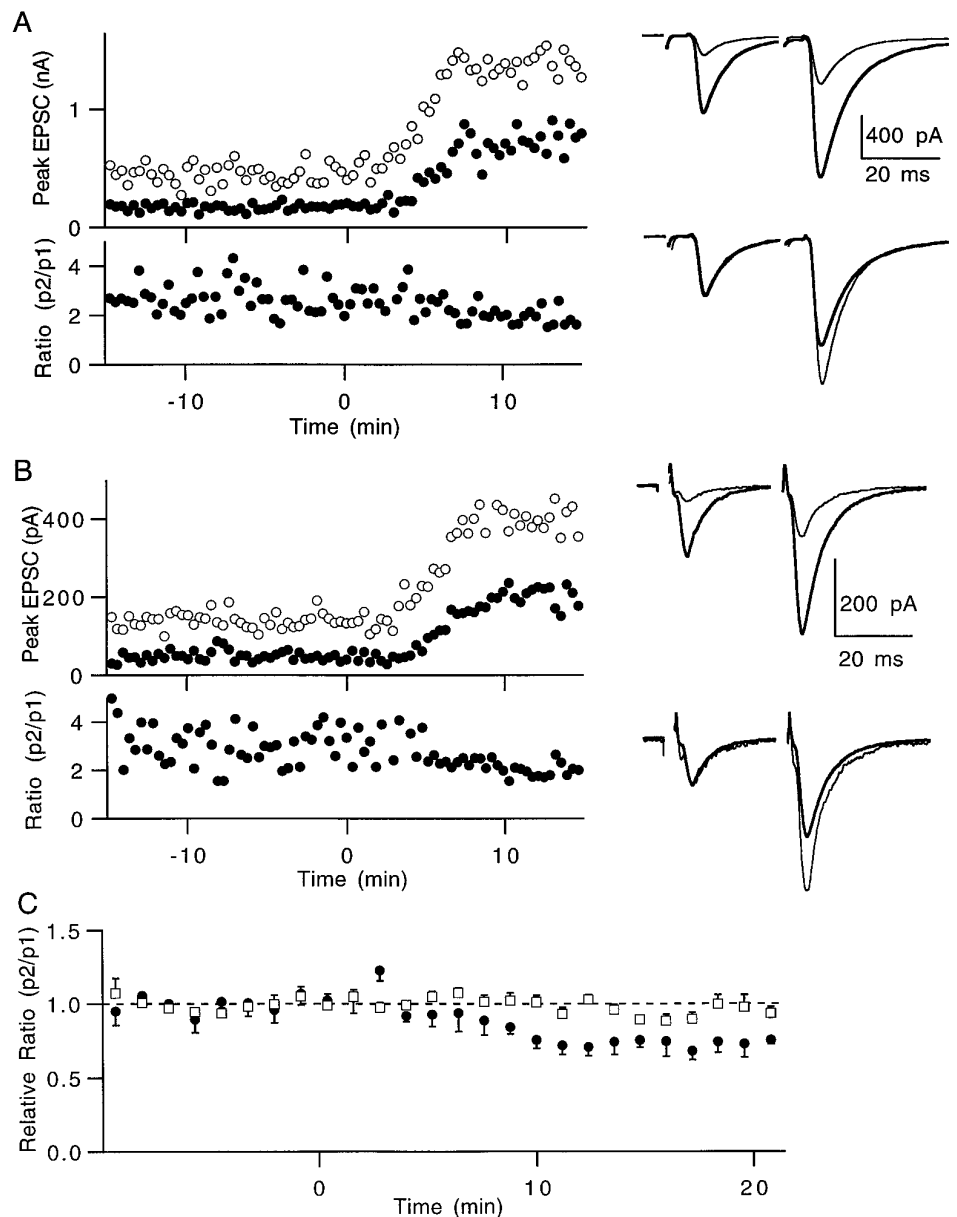 A
Peak EPSC (nA)
1
0
400 pA
20 ms
Ratio (p2/p1)
4
2
0
-10
0
10
Time (min)
B
Peak EPSC (pA)
400
200
0
200 pA
20 ms
Ratio (p2/p1)
4
2
0
-10
0
10
Time (min)
C
Relative Ratio (p2/p1)
1.5
1.0
0.5
0.0
0
10
20
Time (min)